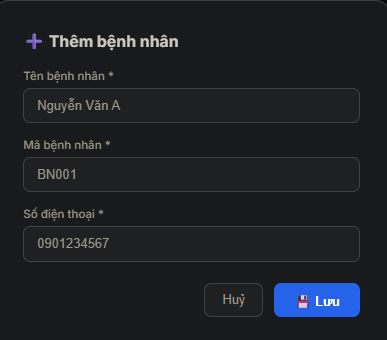 ➕ Thêm bệnh nhân
Tên bệnh nhân *
Nguyễn Văn A
Mã bệnh nhân *
BN001
Số điện thoại *
0901234567
Huỷ
💾 Lưu